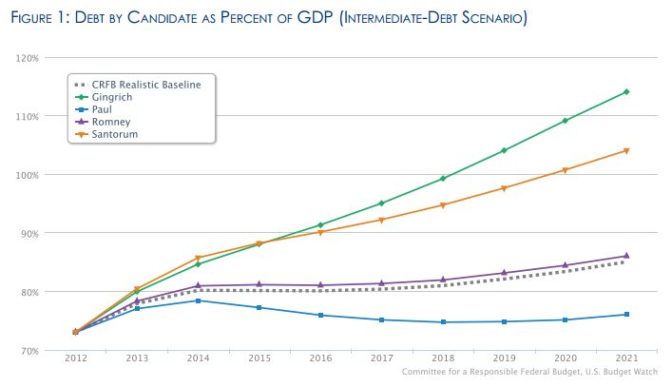 Figure 1: Debt by Candidate as Percent of GDP (Intermediate-Debt Scenario)
120%
CRFB Realistic Baseline
Gingrich
Paul
Romney
Santorum
110%
100%
90%
80%
70%
2012 2013 2014 2015 2016 2017 2018 2019 2020 2021
Committee for a Responsible Federal Budget, U.S. Budget Watch